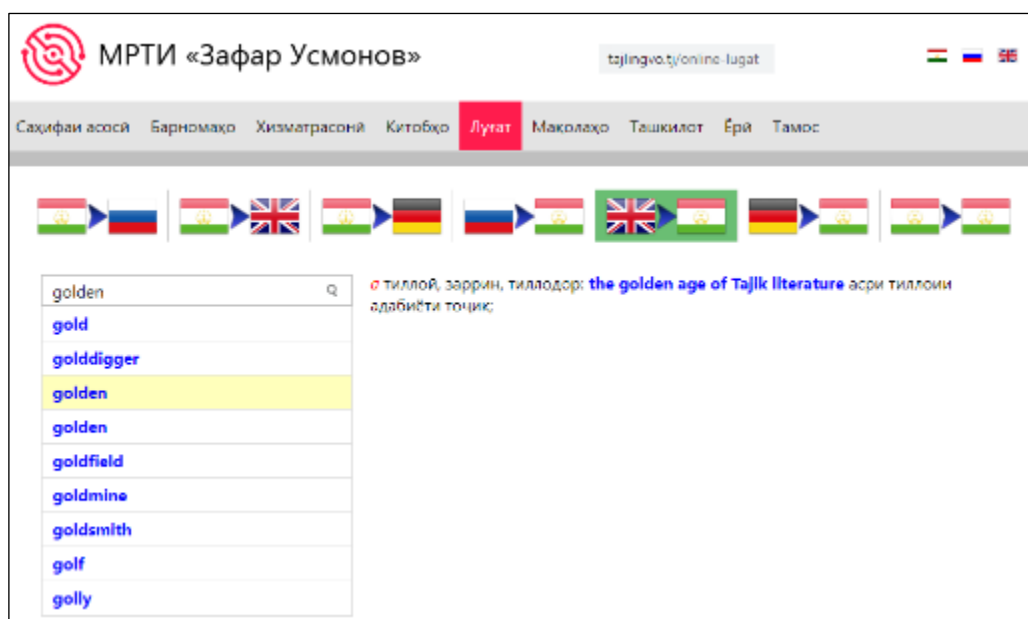 МРТИ «Зафар Усмонов»
tajlingvo.tj/online-lugat
Саҳифаи асосӣ Барномаҳо Хизматрасонӣ Китобҳо Луғат Мақолаҳо Ташкилот Ёрӣ Тамос
golden
a тиллой, заррин, тиллодор: the golden age of Tajik literature асри тиллоии
адабиёти тоҷик;
gold
golddigger
golden
golden
goldfield
goldmine
goldsmith
golf
golly